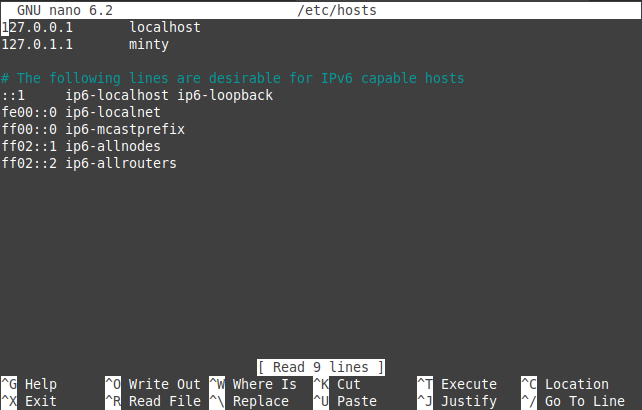 GNU nano 6.2 /etc/hosts
127.0.0.1 localhost
127.0.1.1 minty
# The following lines are desirable for IPv6 capable hosts
::1 ip6-localhost ip6-loopback
fe00::0 ip6-localnet
ff00::0 ip6-mcastprefix
ff02::1 ip6-allnodes
ff02::2 ip6-allrouters
[ Read 9 lines ]
^G Help ^O Write Out ^W Where Is ^K Cut ^T Execute ^C Location
^X Exit ^R Read File ^\ Replace ^U Paste ^J Justify ^/ Go To Line